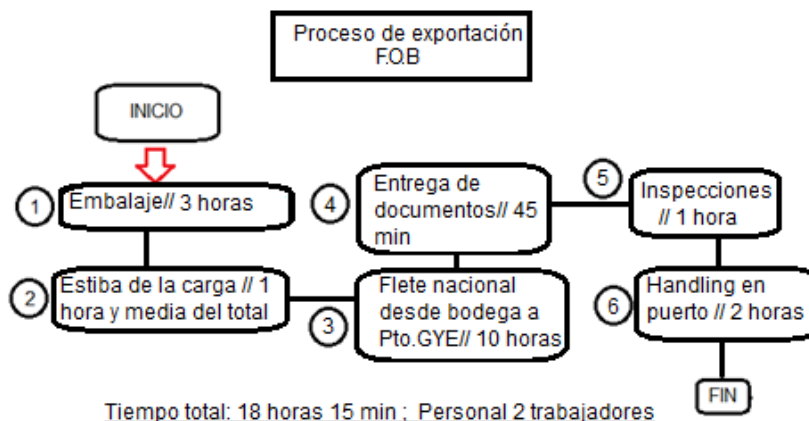 Proceso de exportación
F.O.B
INICIO
1
Embalaje// 3 horas
2
Estiba de la carga // 1
hora y media del total
3
Flete nacional
desde bodega a
Pto.GYE// 10 horas
4
Entrega de
documentos// 45
min
5
Inspecciones
// 1 hora
6
Handling en
puerto // 2 horas
FIN
Tiempo total: 18 horas 15 min ; Personal 2 trabajadores